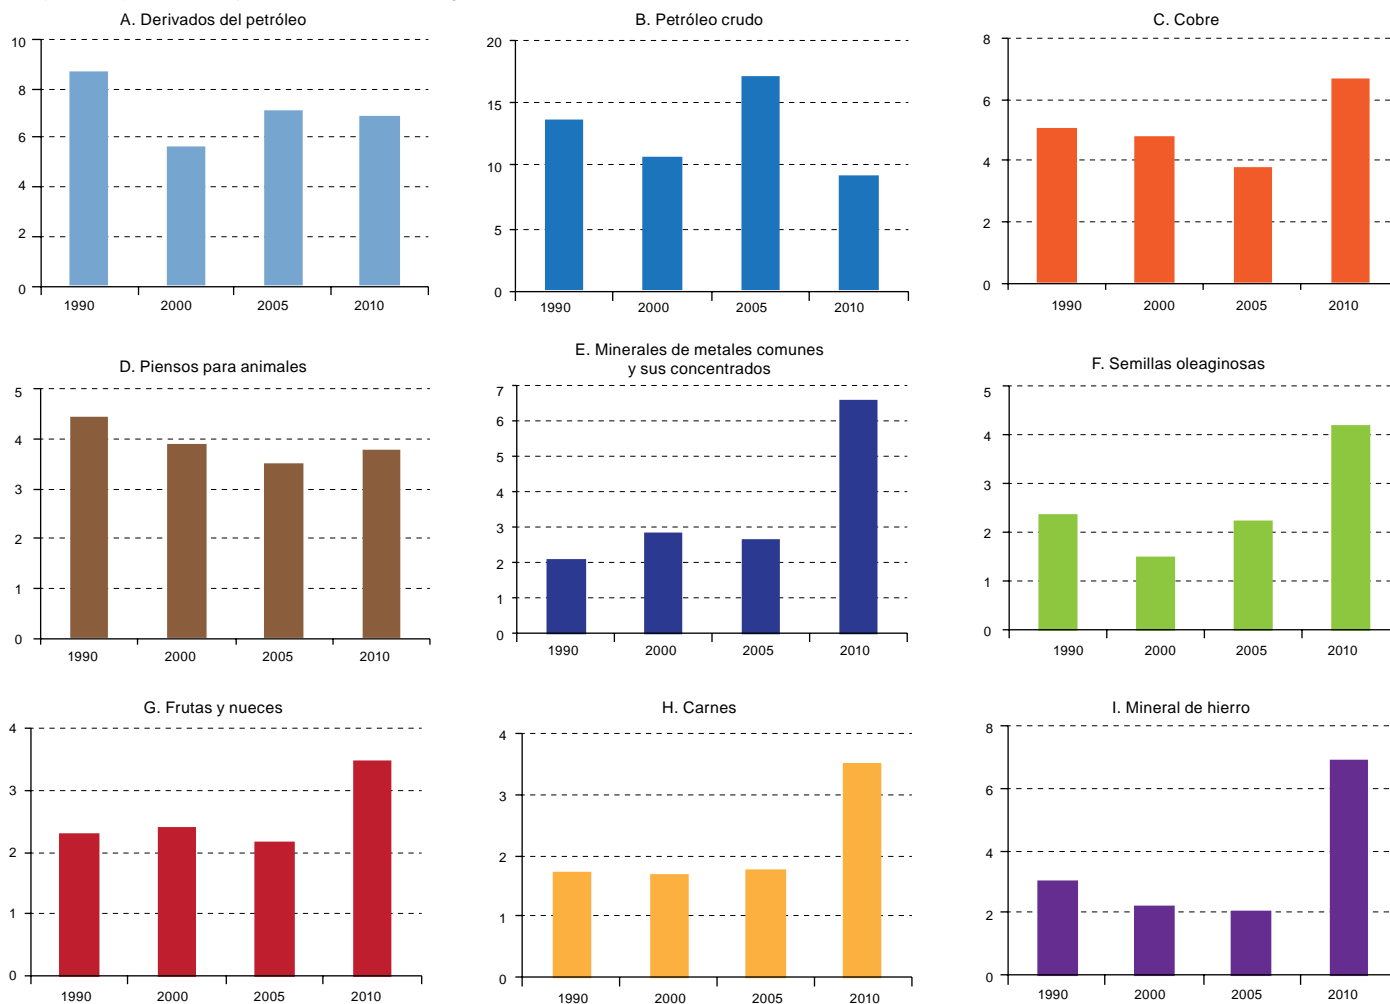 A. Derivados del petróleo
10
8
6
4
2
0
1990 2000 2005 2010
B. Petróleo crudo
20
15
10
5
0
1990 2000 2005 2010
C. Cobre
8
6
4
2
0
1990 2000 2005 2010
D. Piensos para animales
5
4
3
2
1
0
1990 2000 2005 2010
E. Minerales de metales comunes
y sus concentrados
7
6
5
4
3
2
1
0
1990 2000 2005 2010
F. Semillas oleaginosas
5
4
3
2
1
0
1990 2000 2005 2010
G. Frutas y nueces
4
3
2
1
0
1990 2000 2005 2010
H. Carnes
4
3
2
1
0
1990 2000 2005 2010
I. Mineral de hierro
8
6
4
2
0
1990 2000 2005 2010